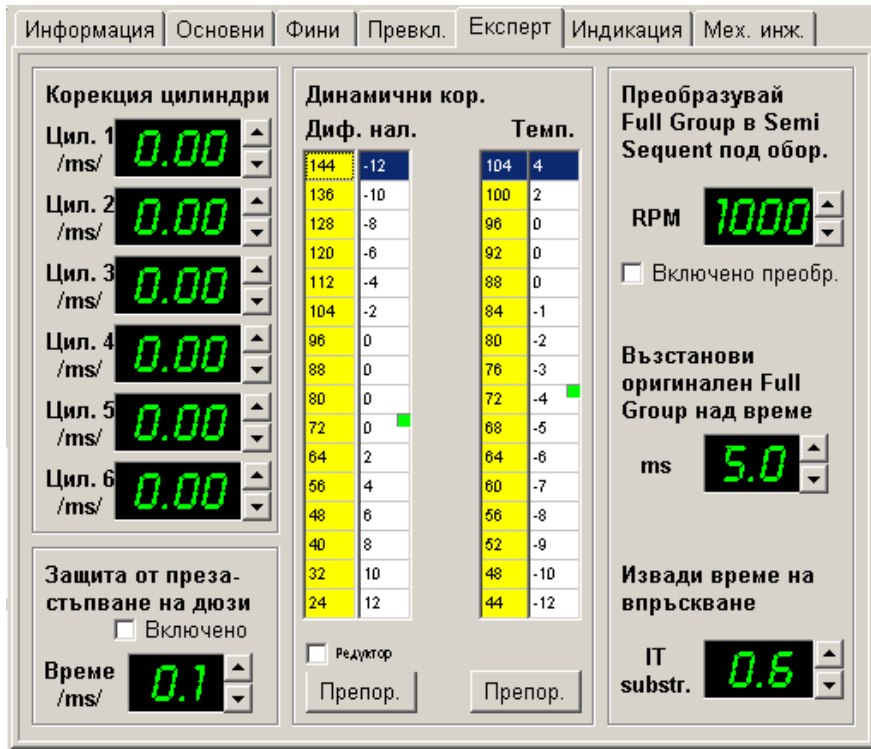 Информация Основни Фини Превкл. Експерт Индикация Мех. инж.
Корекция цилиндри
Цил. 1
/ms/
0.00
Цил. 2
/ms/
0.00
Цил. 3
/ms/
0.00
Цил. 4
/ms/
0.00
Цил. 5
/ms/
0.00
Цил. 6
/ms/
0.00
Защита от преза-
стъпване на дюзи
Включено
Време
/ms/
0.1
Динамични кор.
Диф. нал. Темп.
144 -12 104 4
136 -10 100 2
128 -8 96 0
120 -6 92 0
112 -4 88 0
104 -2 84 -1
96 0 80 -2
88 0 76 -3
80 0 72 -4
72 0 68 -5
64 2 64 -6
56 4 60 -7
48 6 56 -8
40 8 52 -9
32 10 48 -10
24 12 44 -12
Редуктор
Препор. Препор.
Преобразувай
Full Group в Semi
Sequent под обор.
RPM 1000
Включено преобр.
Възстанови
оригинален Full
Group над време
ms 5.0
Извади време на
впръскване
IT
substr.
0.6